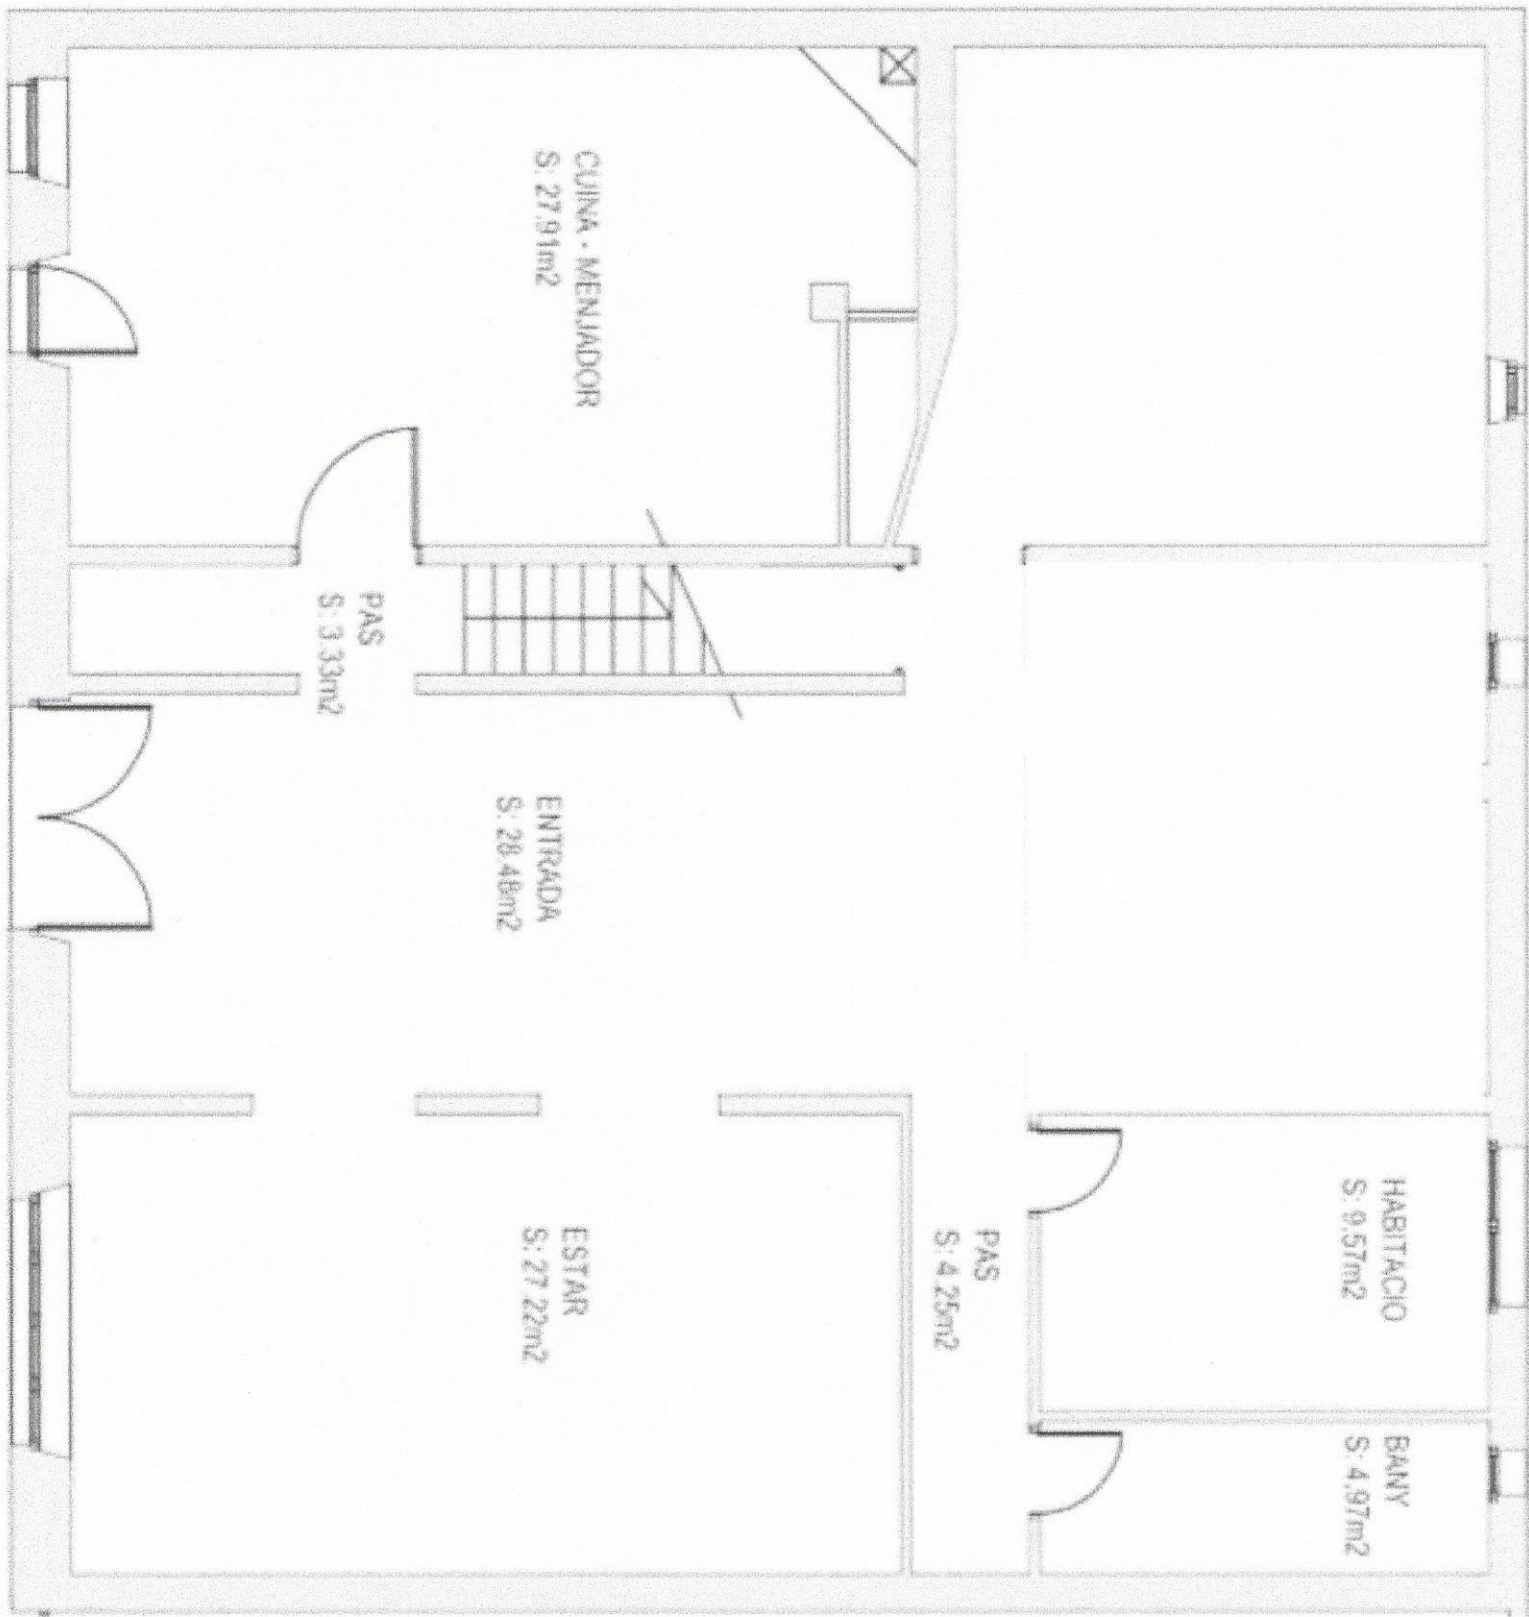 CUINA - MENJADOR
S: 27.91m2
PAS
S: 3.33m2
ENTRADA
S: 28.48m2
ESTAR
S: 27.22m2
PAS
S: 4.25m2
HABITACIO
S: 9.57m2
BANY
S: 4.97m2